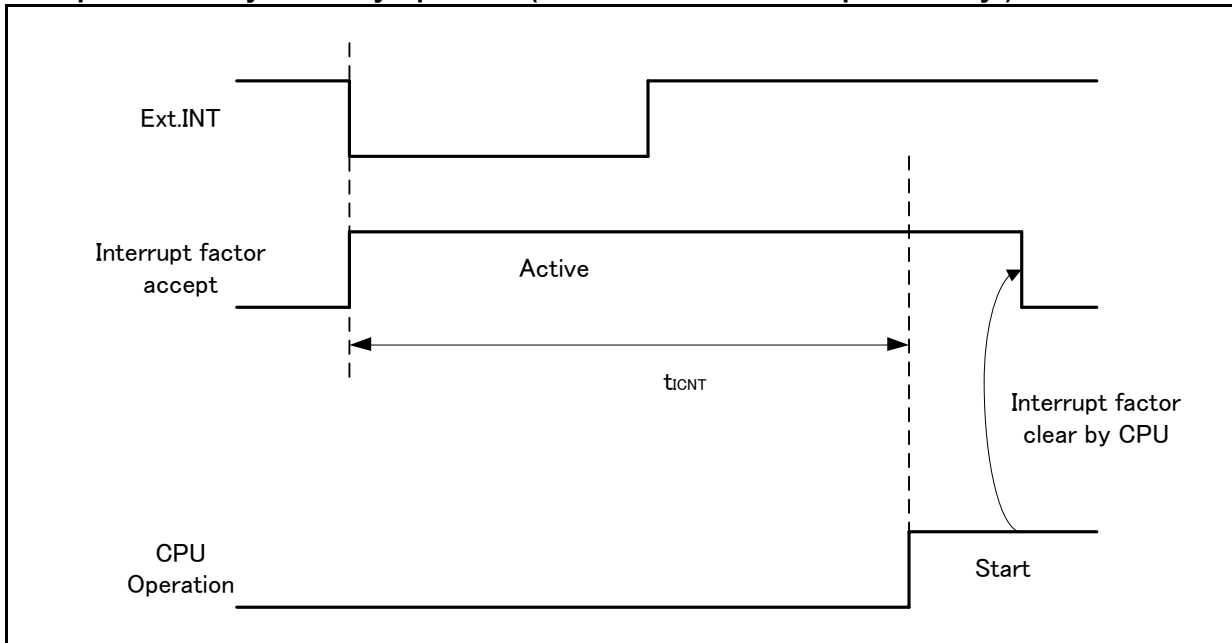 Ext.INT
Interrupt factor
accept
Active
tICNT
Interrupt factor
clear by CPU
CPU
Operation
Start